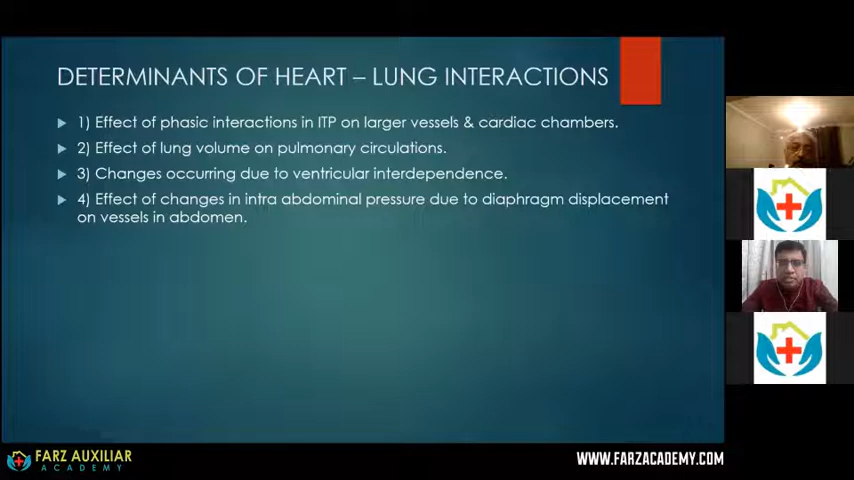 DETERMINANTS OF HEART – LUNG INTERACTIONS
1) Effect of phasic interactions in ITP on larger vessels & cardiac chambers.
2) Effect of lung volume on pulmonary circulations.
3) Changes occurring due to ventricular interdependence.
4) Effect of changes in intra abdominal pressure due to diaphragm displacement
on vessels in abdomen.
FARZ AUXILIAR
ACADEMY
WWW.FARZACADEMY.COM